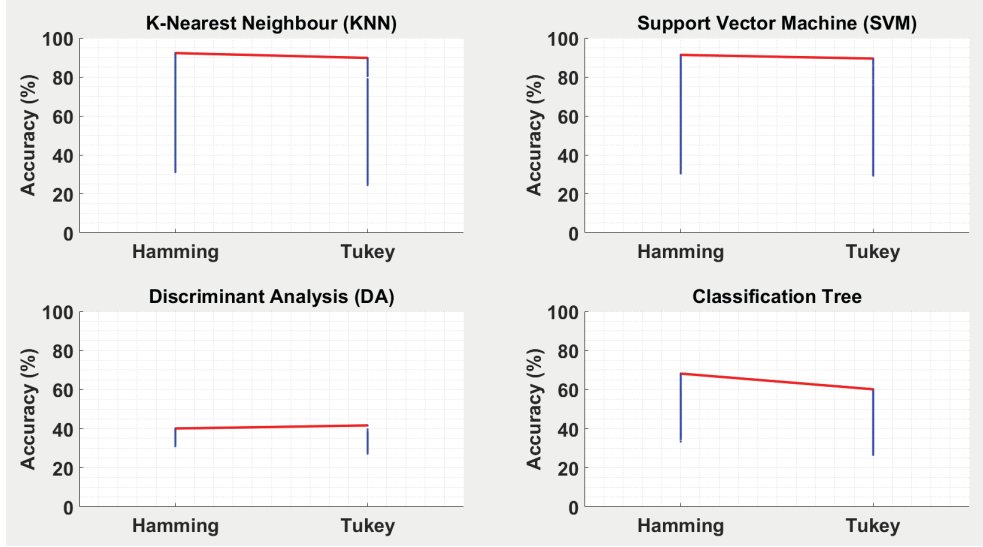 K-Nearest Neighbour (KNN)
Accuracy (%)
100
80
60
40
20
0
Hamming Tukey
Support Vector Machine (SVM)
Accuracy (%)
100
80
60
40
20
0
Hamming Tukey
Discriminant Analysis (DA)
Accuracy (%)
100
80
60
40
20
0
Hamming Tukey
Classification Tree
Accuracy (%)
100
80
60
40
20
0
Hamming Tukey